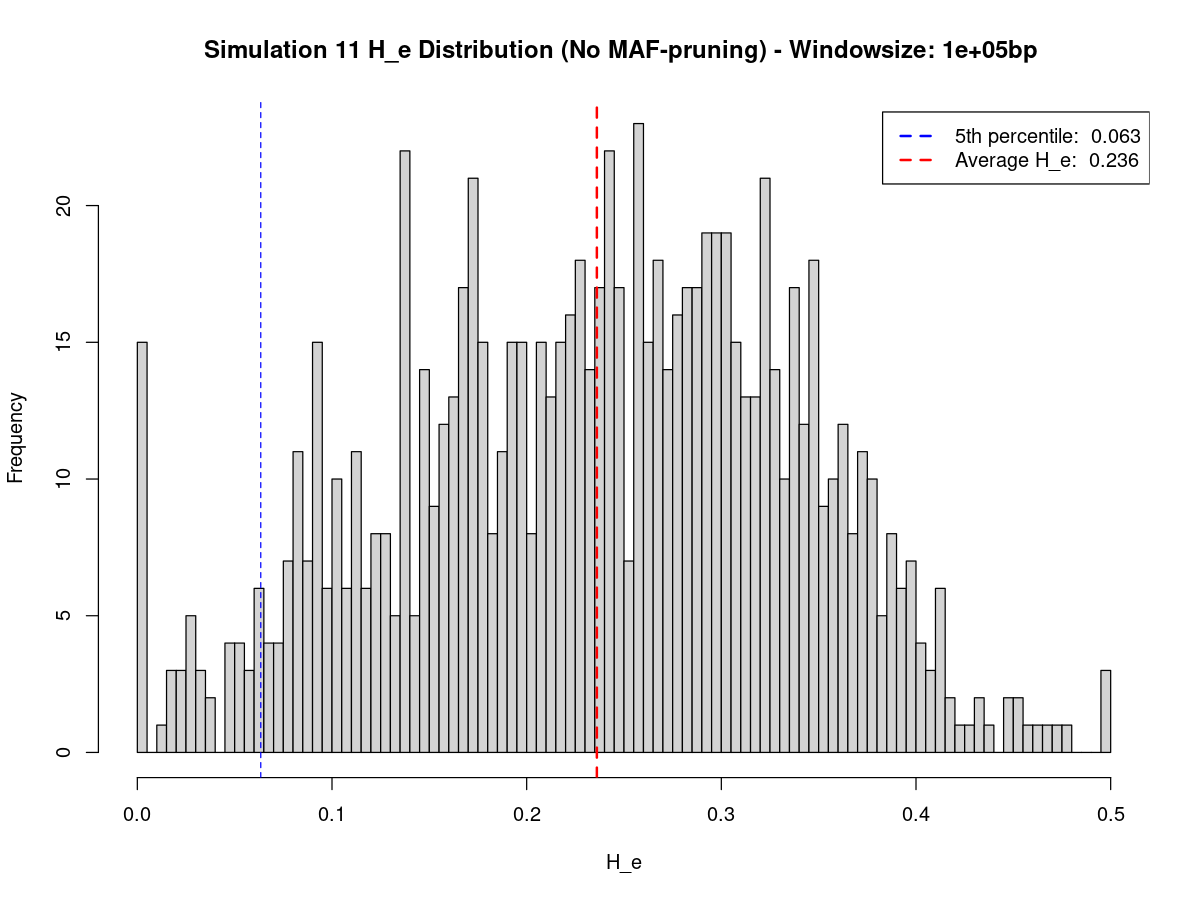 Simulation 11 H_e Distribution (No MAF-pruning) - Windowsize: 1e+05bp
5th percentile: 0.063
Average H_e: 0.236
Frequency
20
15
10
5
0
0.0 0.1 0.2 0.3 0.4 0.5
H_e